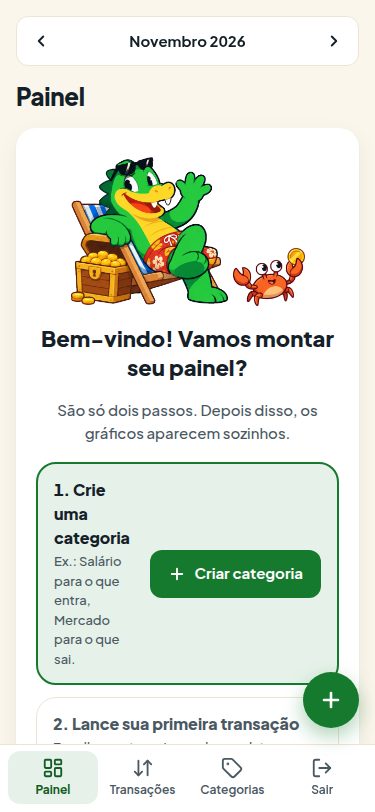 Novembro 2026
Painel
Bem-vindo! Vamos montar
seu painel?
São só dois passos. Depois disso, os
gráficos aparecem sozinhos.
1. Crie
uma
categoria
Ex.: Salário
para o que
entra,
Mercado
para o que
sai.
Criar categoria
2. Lance sua primeira transação
Painel
Transações
Categorias
Sair